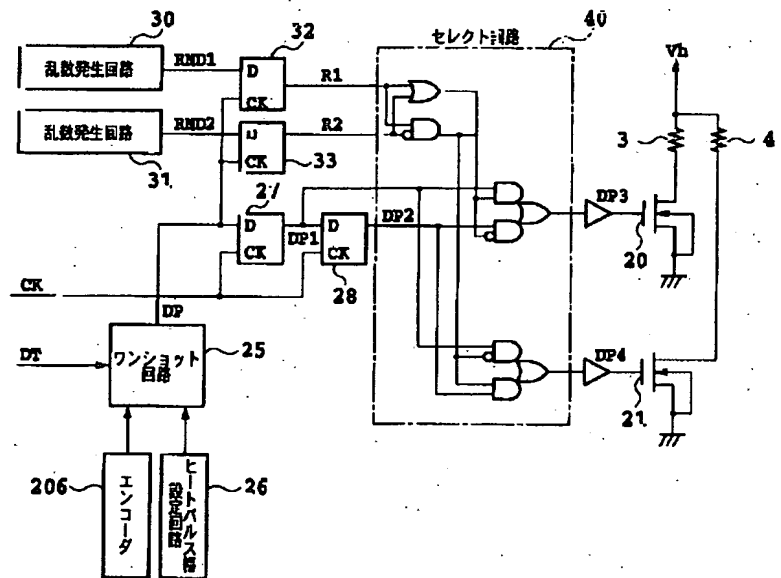 30
32
セレクト回路
40
Vh
乱数発生回路
RMD1
D
CK
R1
乱数発生回路
RMD2
D
CK
R2
31
33
3
4
27
D
CK
DP1
D
CK
DP2
28
DP3
20
CK
DP
DT
ワンショット
回路
25
DP4
21
206
エンコーダ
ヒートパルス幅
設定回路
26